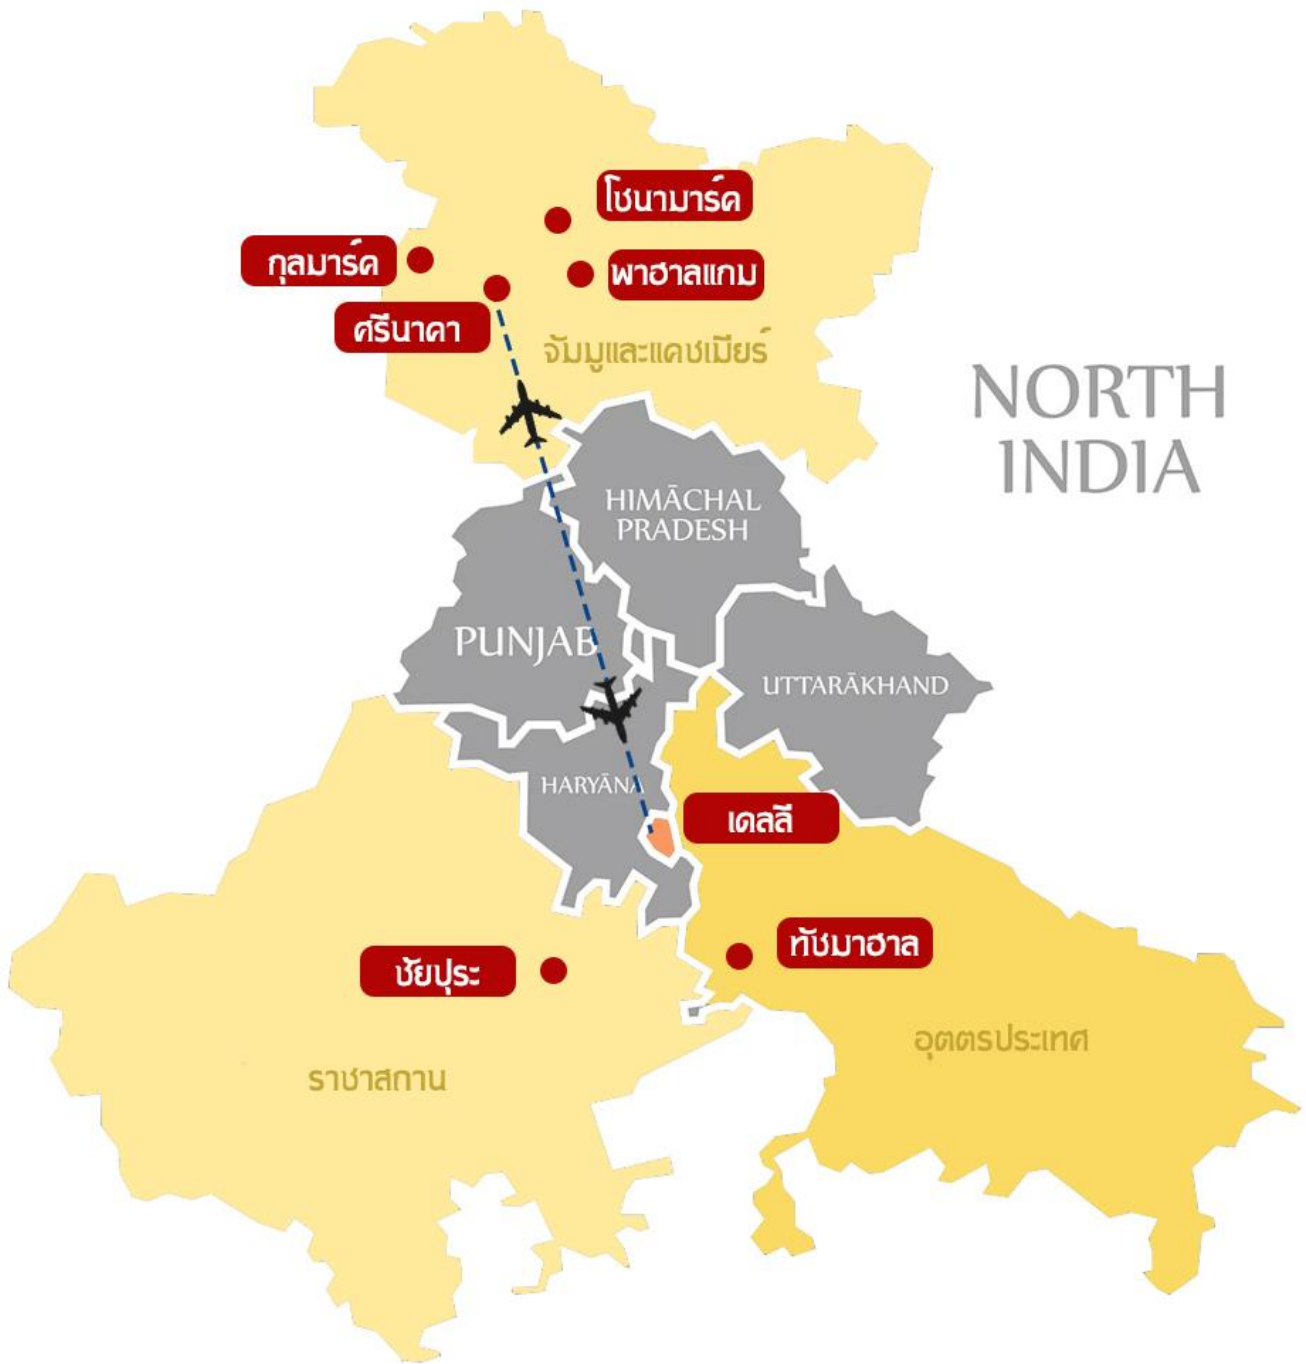 โซนามาร์ค
กุลมาร์ค
พาฮาลแกม
ศรีนาคา
จัมมูและแคชเมียร์
NORTH
INDIA
HIMĀCHAL
PRADESH
PUNJAB
UTTARĀKHAND
HARYĀNA
เดลลี
ทัชมาฮาล
ชัยปุระ
อุตตรประเทศ
ราชาสถาน